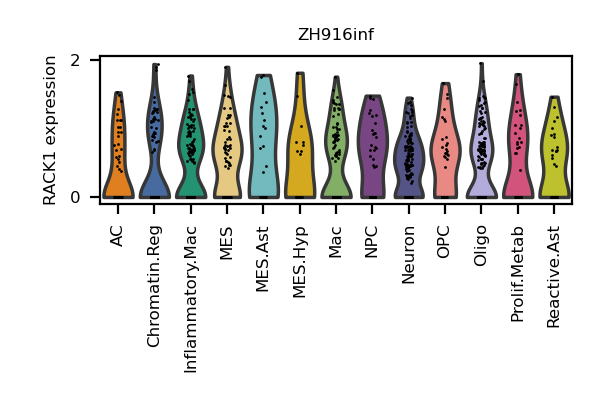 ZH916inf
RACK1 expression
2
0
AC
Chromatin.Reg
Inflammatory.Mac
MES
MES.Ast
MES.Hyp
Mac
NPC
Neuron
OPC
Oligo
Prolif.Metab
Reactive.Ast